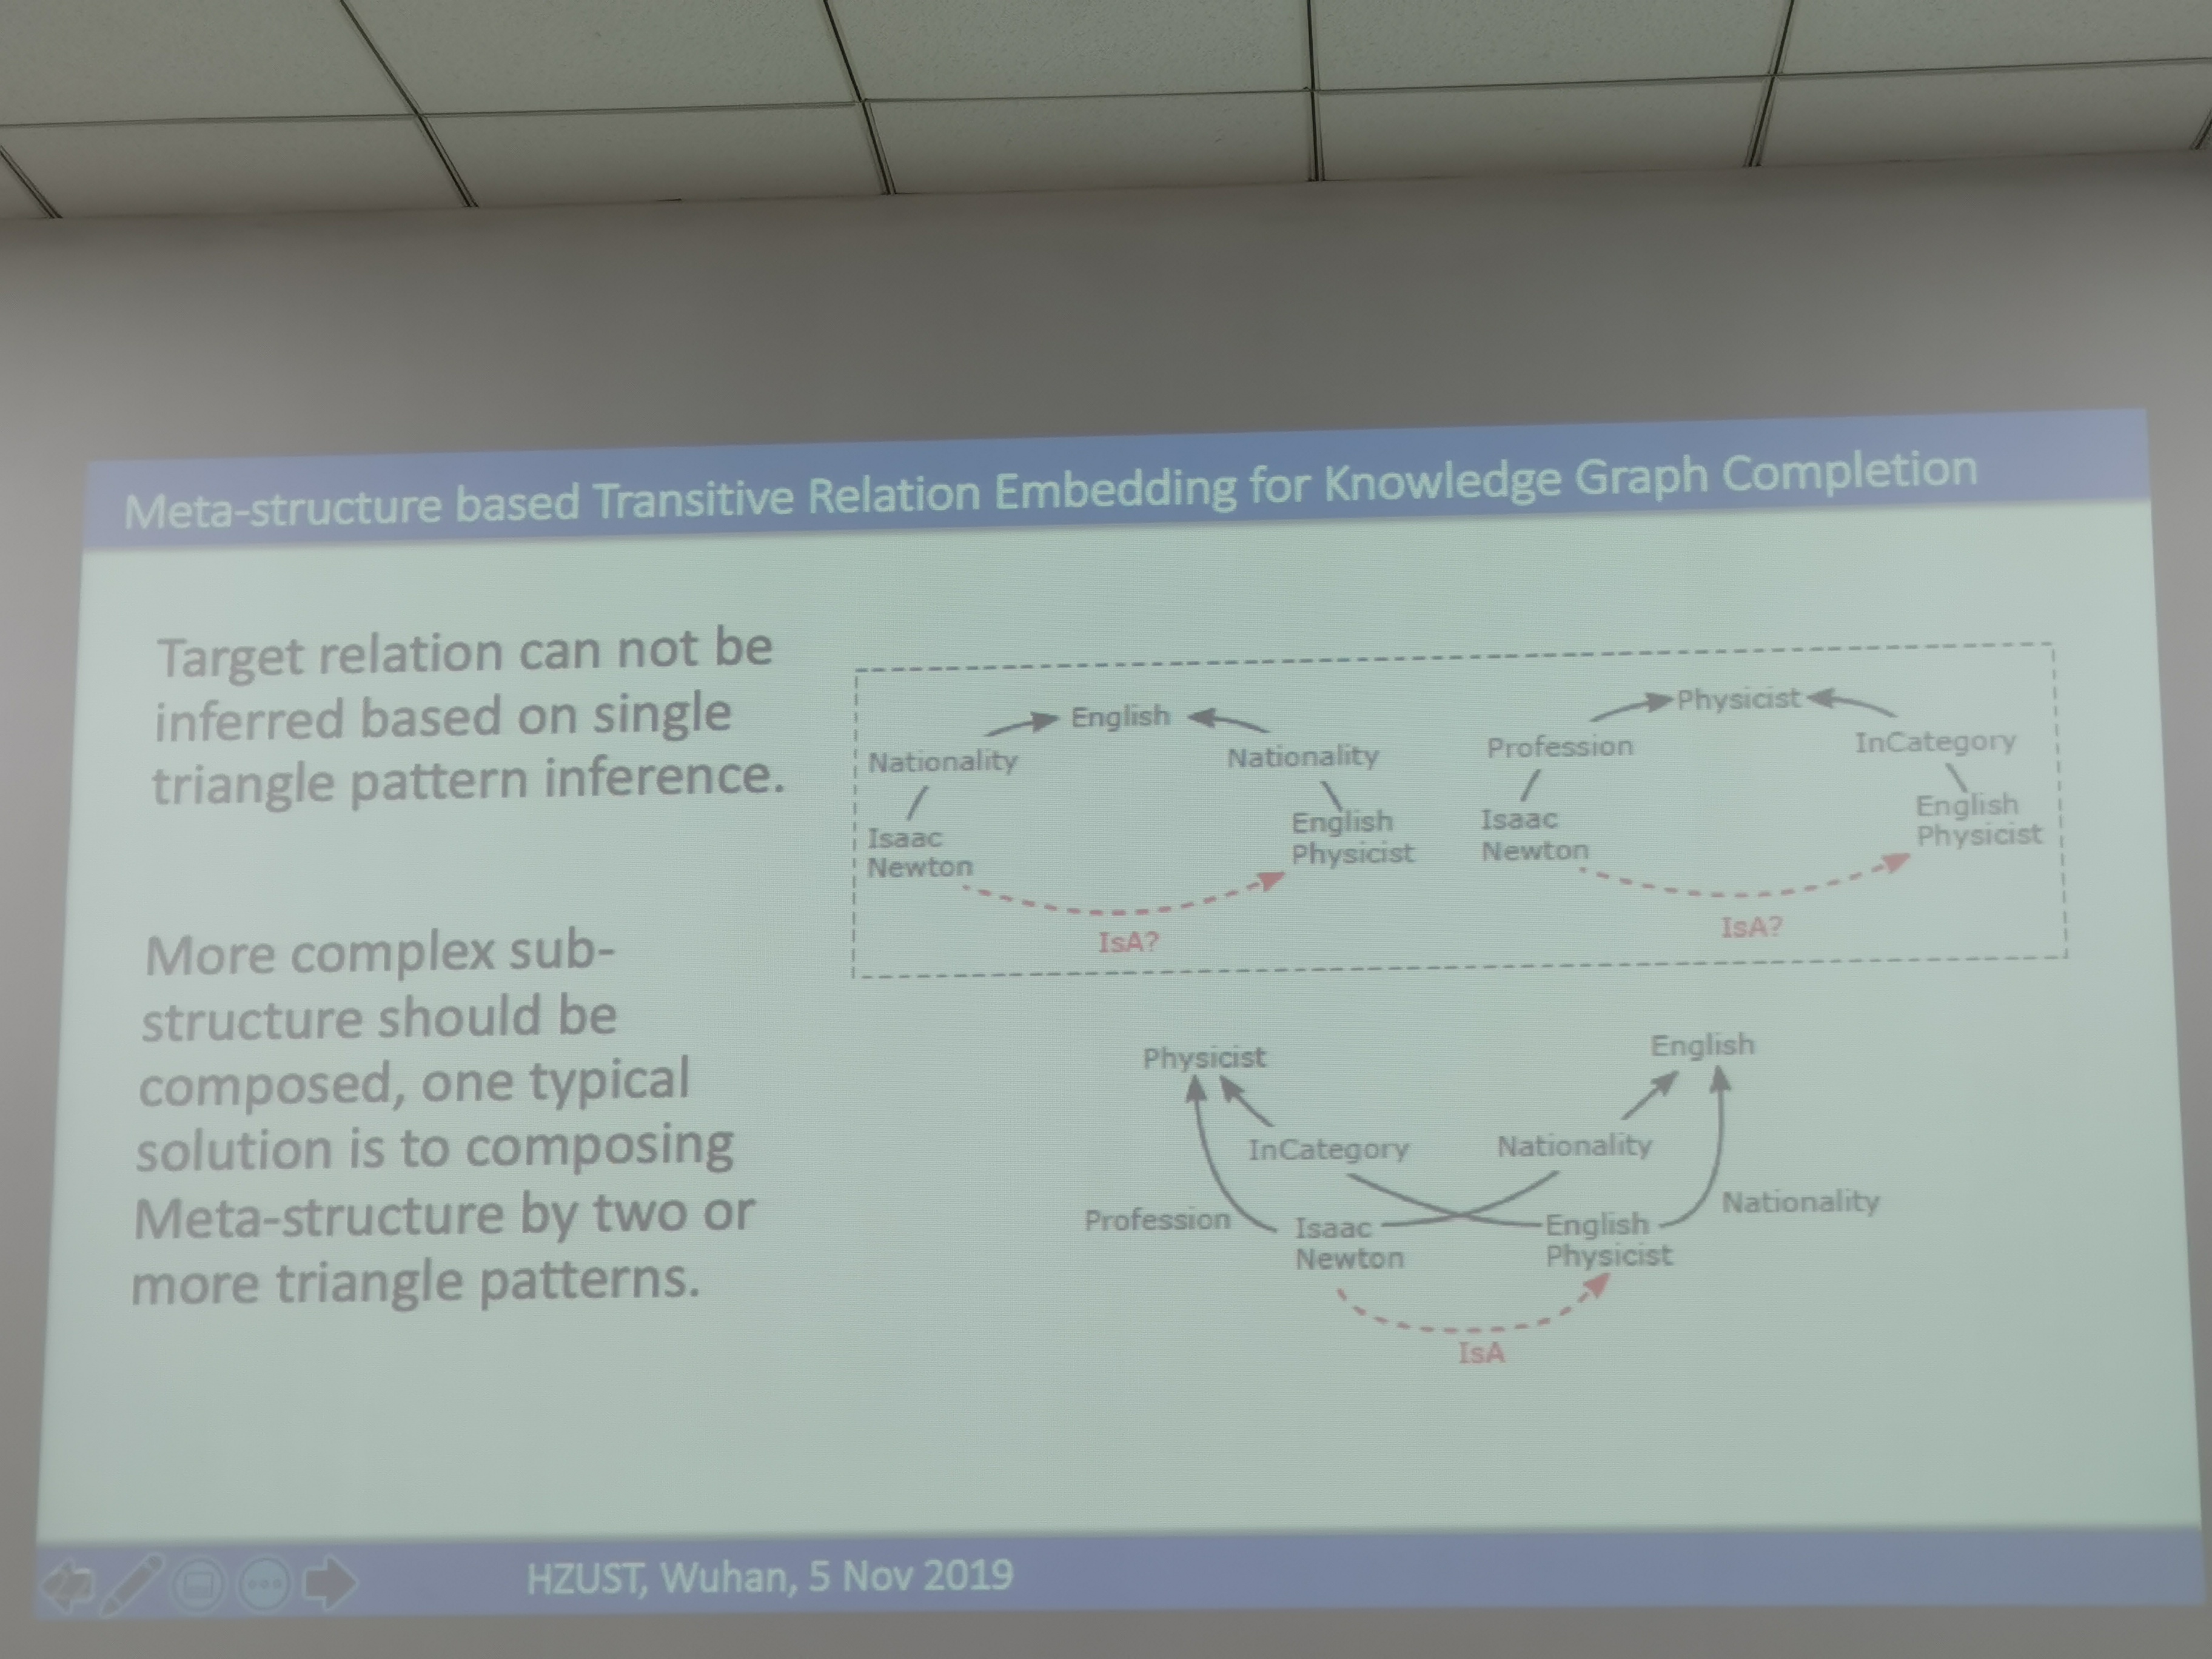 Meta-structure based Transitive Relation Embedding for Knowledge Graph Completion
Target relation can not be
inferred based on single
triangle pattern inference.
More complex sub-
structure should be
composed, one typical
solution is to composing
Meta-structure by two or
more triangle patterns.
English
Nationality
Nationality
Isaac
Newton
English
Physicist
IsA?
Physicist
Profession
InCategory
Isaac
Newton
English
Physicist
IsA?
Physicist
English
InCategory
Nationality
Profession
Nationality
Isaac
Newton
English
Physicist
IsA
HZUST, Wuhan, 5 Nov 2019